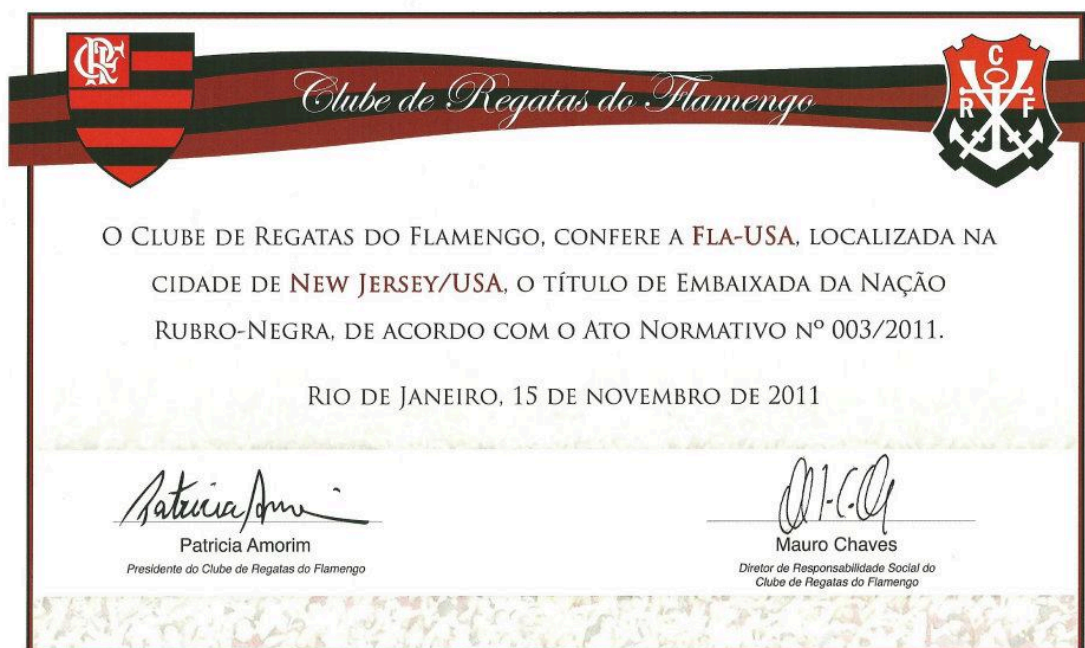 CRF
Clube de Regatas do Flamengo
C
R F
O Clube de Regatas do Flamengo, confere a Fla-USA, localizada na
cidade de New Jersey/USA, o título de Embaixada da Nação
Rubro-Negra, de acordo com o Ato Normativo nº 003/2011.
Rio de Janeiro, 15 de novembro de 2011
Patricia Amorim
Presidente do Clube de Regatas do Flamengo
Mauro Chaves
Diretor de Responsabilidade Social do
Clube de Regatas do Flamengo